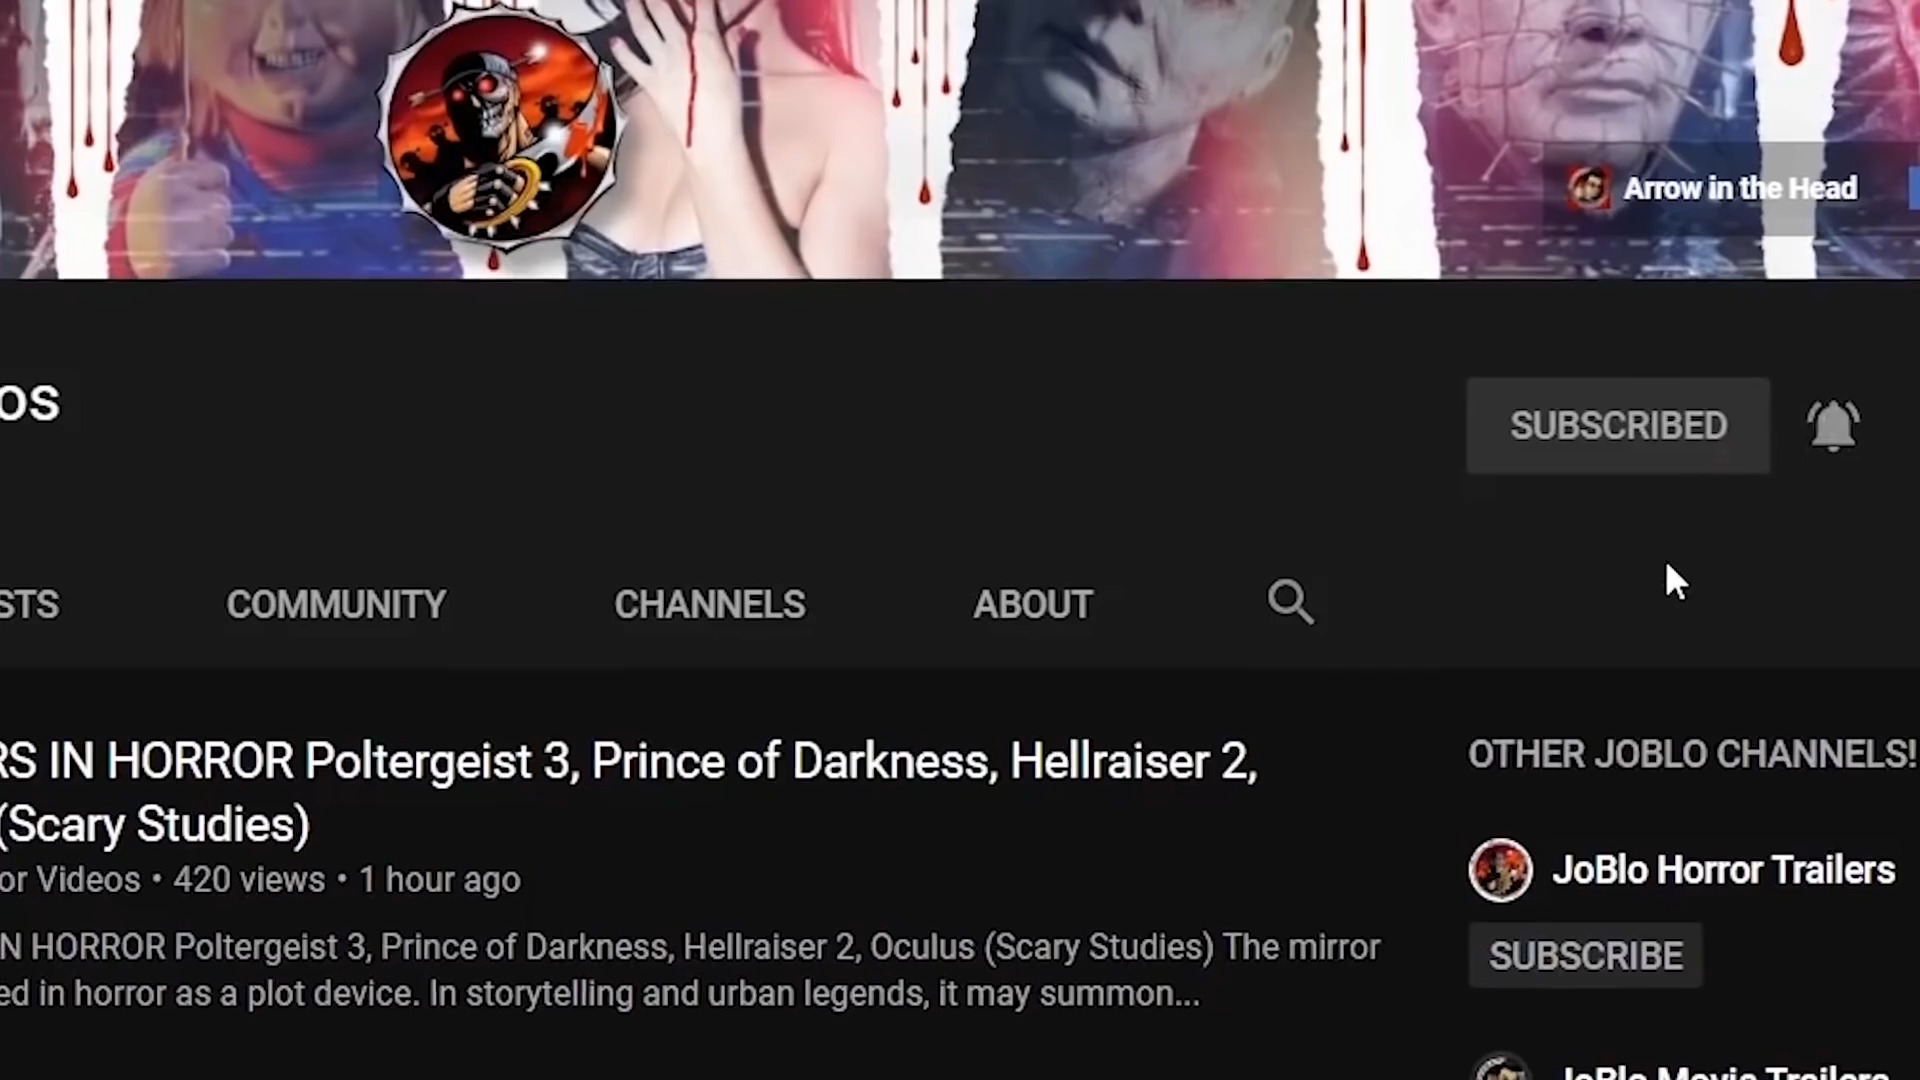 Arrow in the Head
OS
SUBSCRIBED
STS
COMMUNITY
CHANNELS
ABOUT
RS IN HORROR Poltergeist 3, Prince of Darkness, Hellraiser 2,
(Scary Studies)
or Videos • 420 views • 1 hour ago
N HORROR Poltergeist 3, Prince of Darkness, Hellraiser 2, Oculus (Scary Studies) The mirror
ed in horror as a plot device. In storytelling and urban legends, it may summon...
OTHER JOBLO CHANNELS!
JoBlo Horror Trailers
SUBSCRIBE
JoBlo Movie Trailers